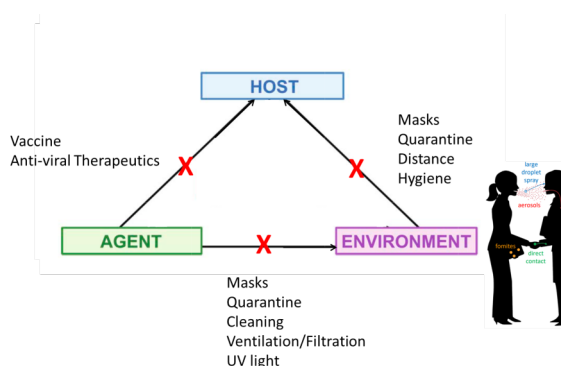 HOST
Vaccine
Anti-viral Therapeutics
X
Masks
Quarantine
Distance
Hygiene
X
large
droplet
spray
aerosols
AGENT
X
ENVIRONMENT
fomites
direct
contact
Masks
Quarantine
Cleaning
Ventilation/Filtration
UV light